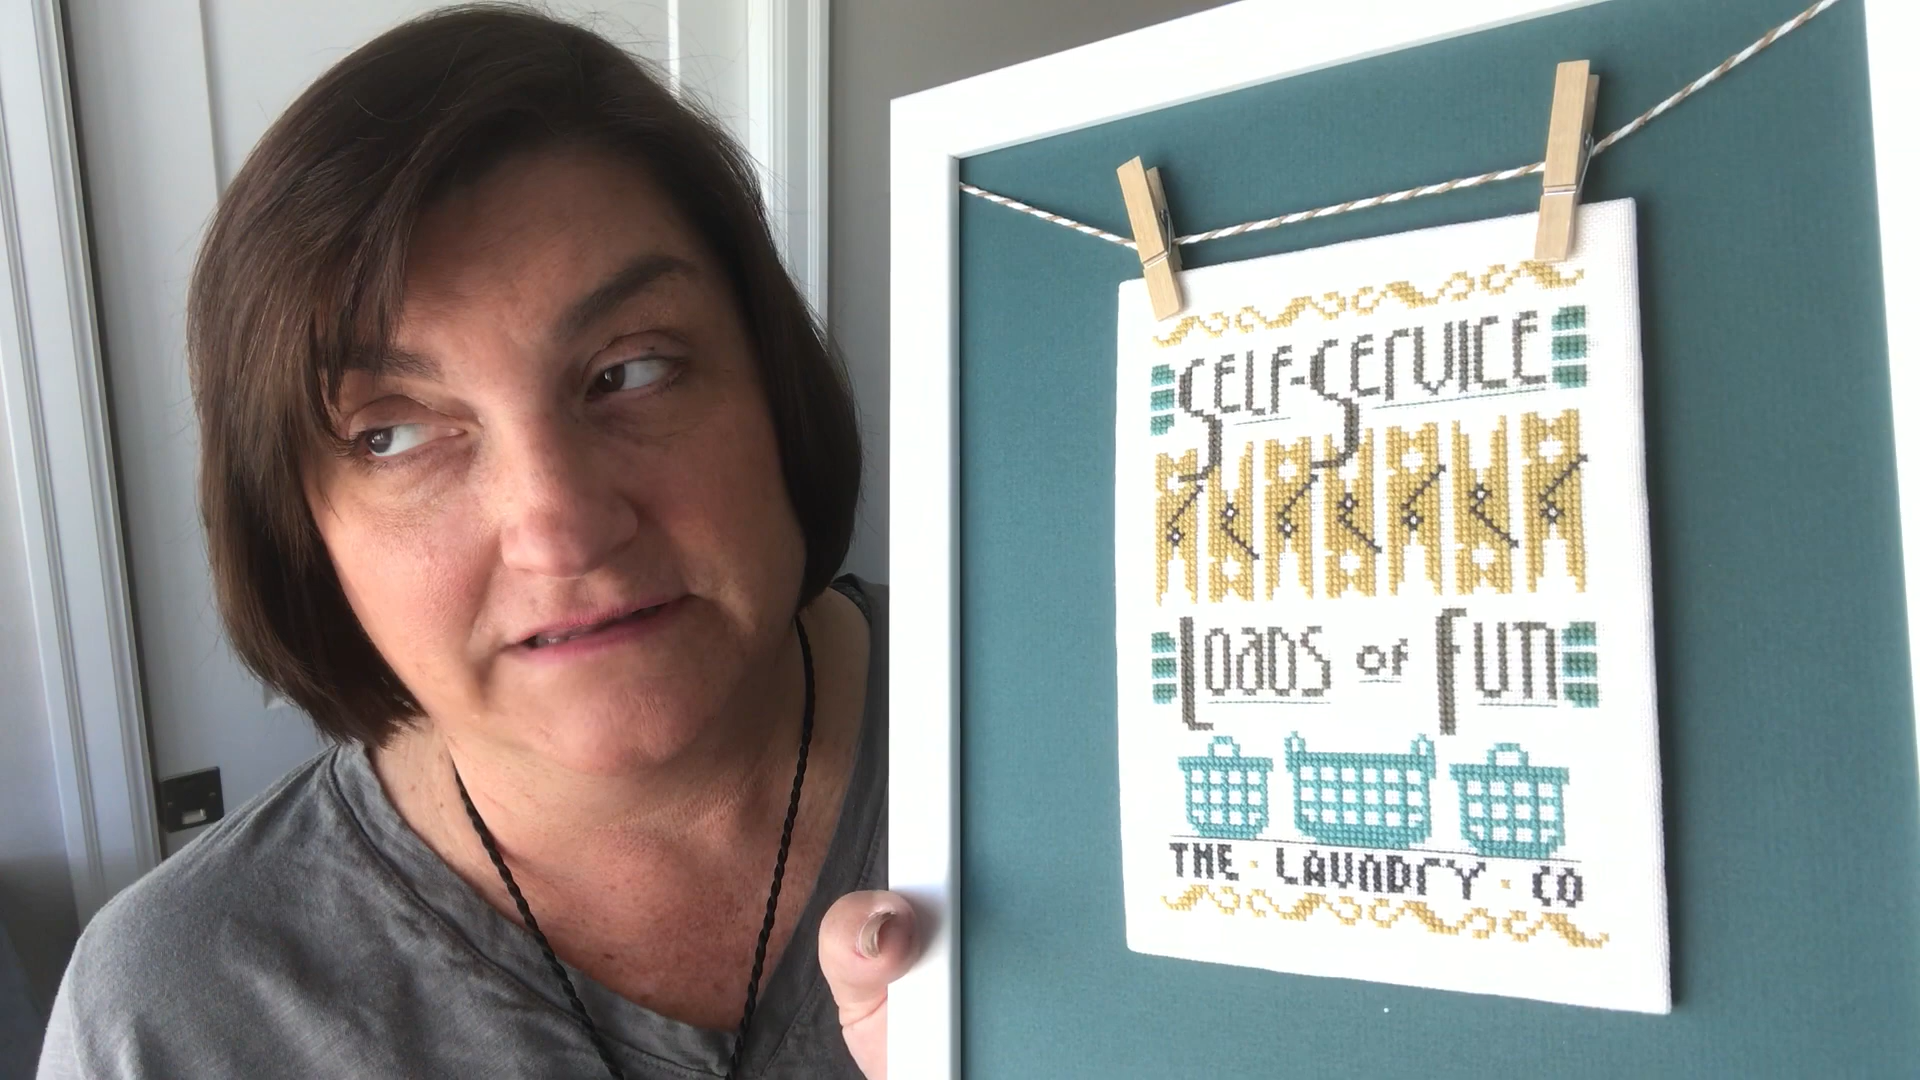 SELF-SERVICE
LOADS OF FUN
THE · LAUNDRY · CO